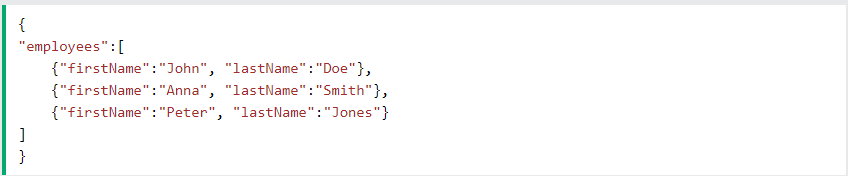 {
"employees":[
    {"firstName":"John", "lastName":"Doe"},
    {"firstName":"Anna", "lastName":"Smith"},
    {"firstName":"Peter", "lastName":"Jones"}
]
}